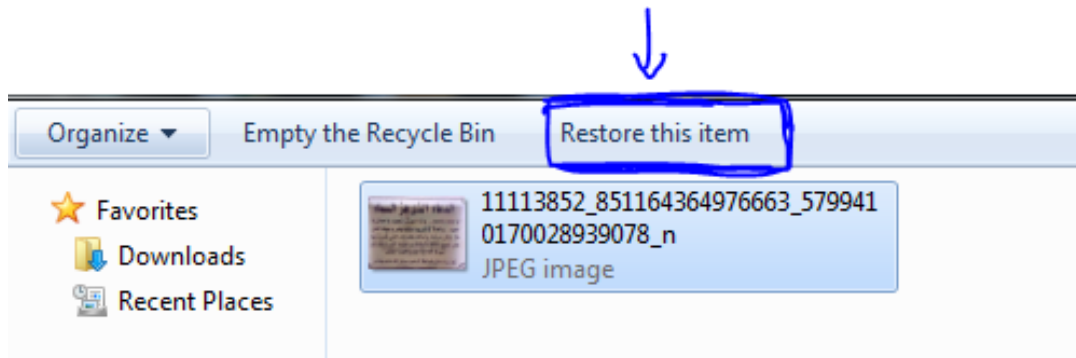 Organize
Empty the Recycle Bin
Restore this item
Favorites
Downloads
Recent Places
11113852_851164364976663_579941
0170028939078_n
JPEG image